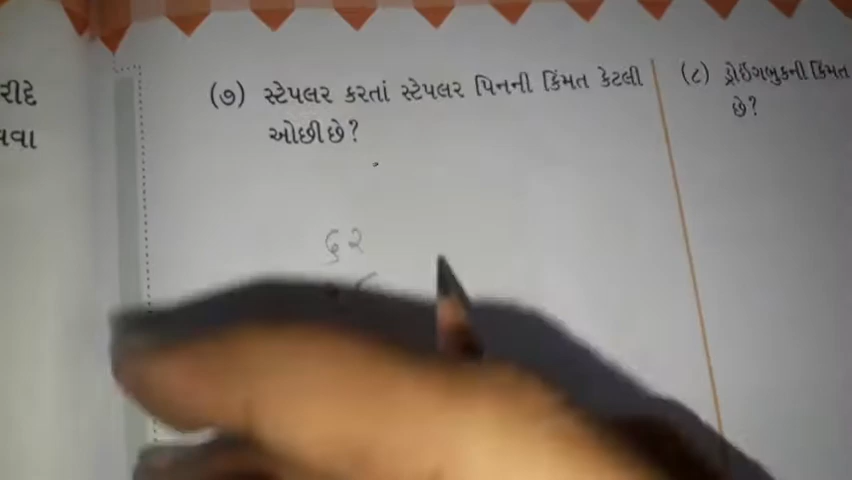 રીદે
વવા
(૭) સ્ટેપલર કરતાં સ્ટેપલર પિનની કિંમત કેટલી
ઓછી છે?
૬૨
(૮) ડ્રોઈંગબુકની કિંમત
છે?